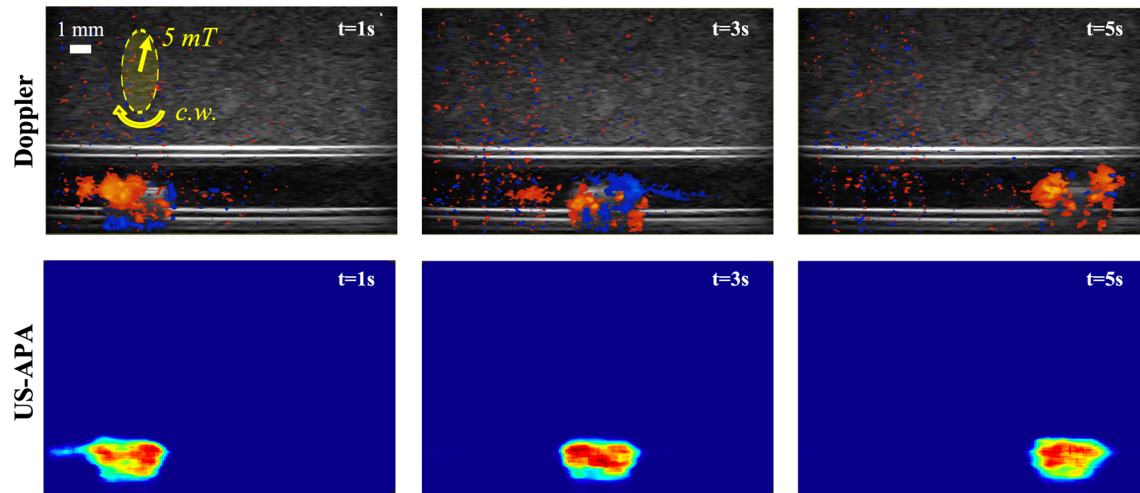 Doppler
1 mm
5 mT
c.w.
t=1s
t=3s
t=5s
US-APA
t=1s
t=3s
t=5s